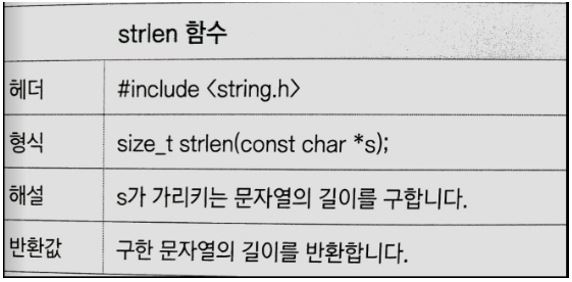 strlen 함수
헤더 #include <string.h>
형식 size_t strlen(const char *s);
해설 s가 가리키는 문자열의 길이를 구합니다.
반환값 구한 문자열의 길이를 반환합니다.